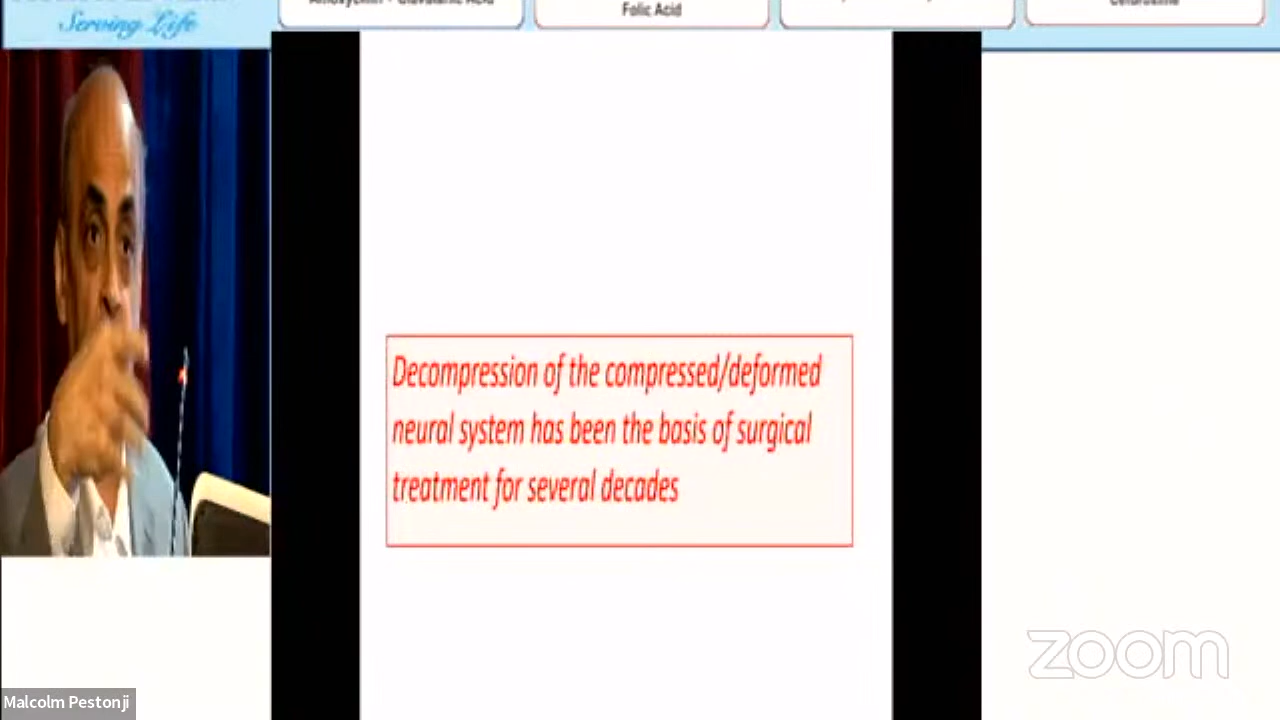 Serving Life
Folic Acid
Decompression of the compressed/deformed
neural system has been the basis of surgical
treatment for several decades
zoom
Malcolm Pestonji